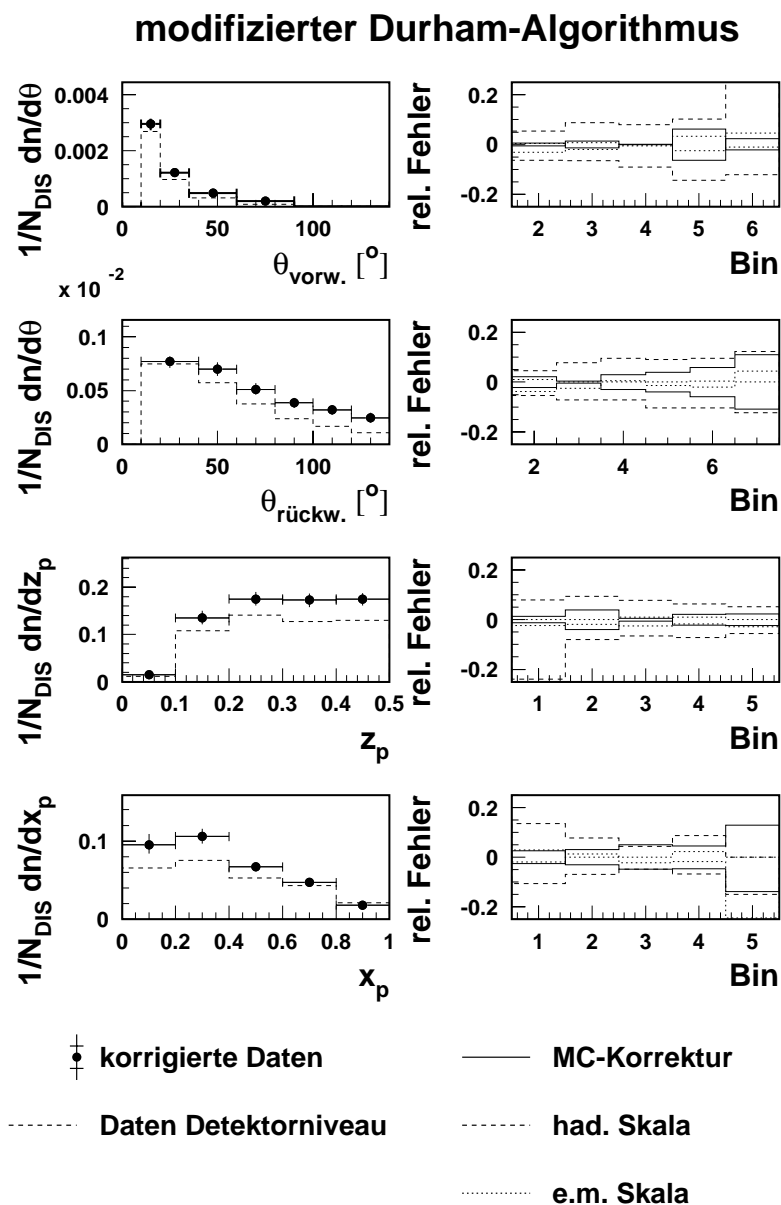 modifizierter Durham-Algorithmus
1/N_DIS dn/dθ
0.004
0.002
0
0 50 100
θ_vorw. [°]
rel. Fehler
0.2
0
-0.2
2 3 4 5 6
Bin
x 10^-2
1/N_DIS dn/dθ
0.1
0.05
0
0 50 100
θ_rückw. [°]
rel. Fehler
0.2
0
-0.2
2 4 6
Bin
1/N_DIS dn/dz_p
0.2
0.1
0
0 0.1 0.2 0.3 0.4 0.5
z_p
rel. Fehler
0.2
0
-0.2
1 2 3 4 5
Bin
1/N_DIS dn/dx_p
0.1
0
0 0.2 0.4 0.6 0.8 1
x_p
rel. Fehler
0.2
0
-0.2
1 2 3 4 5
Bin
korrigierte Daten
MC-Korrektur
Daten Detektorniveau
had. Skala
e.m. Skala